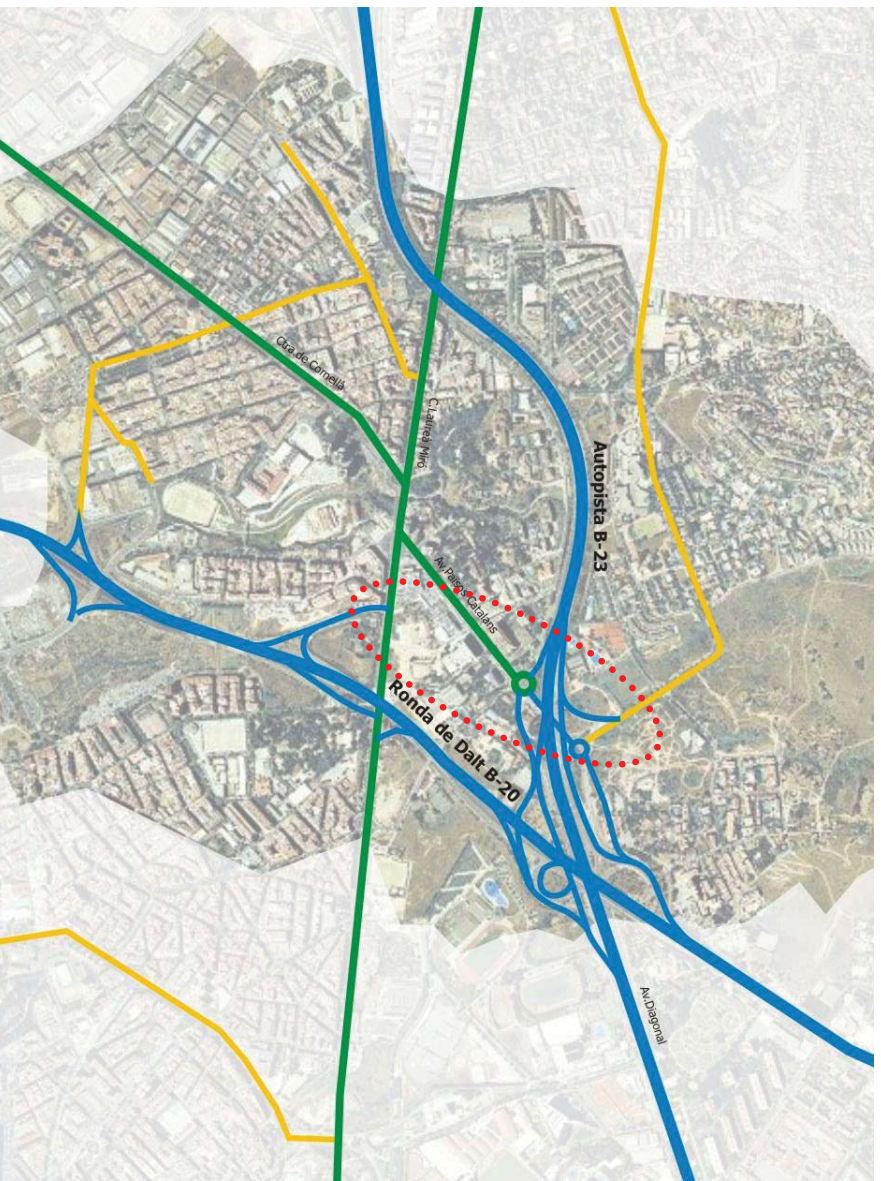 Ctra de Cornellà
C.Laureà Miró
Autopista B-23
Av.Països Catalans
Ronda de Dalt B-20
Av.Diagonal